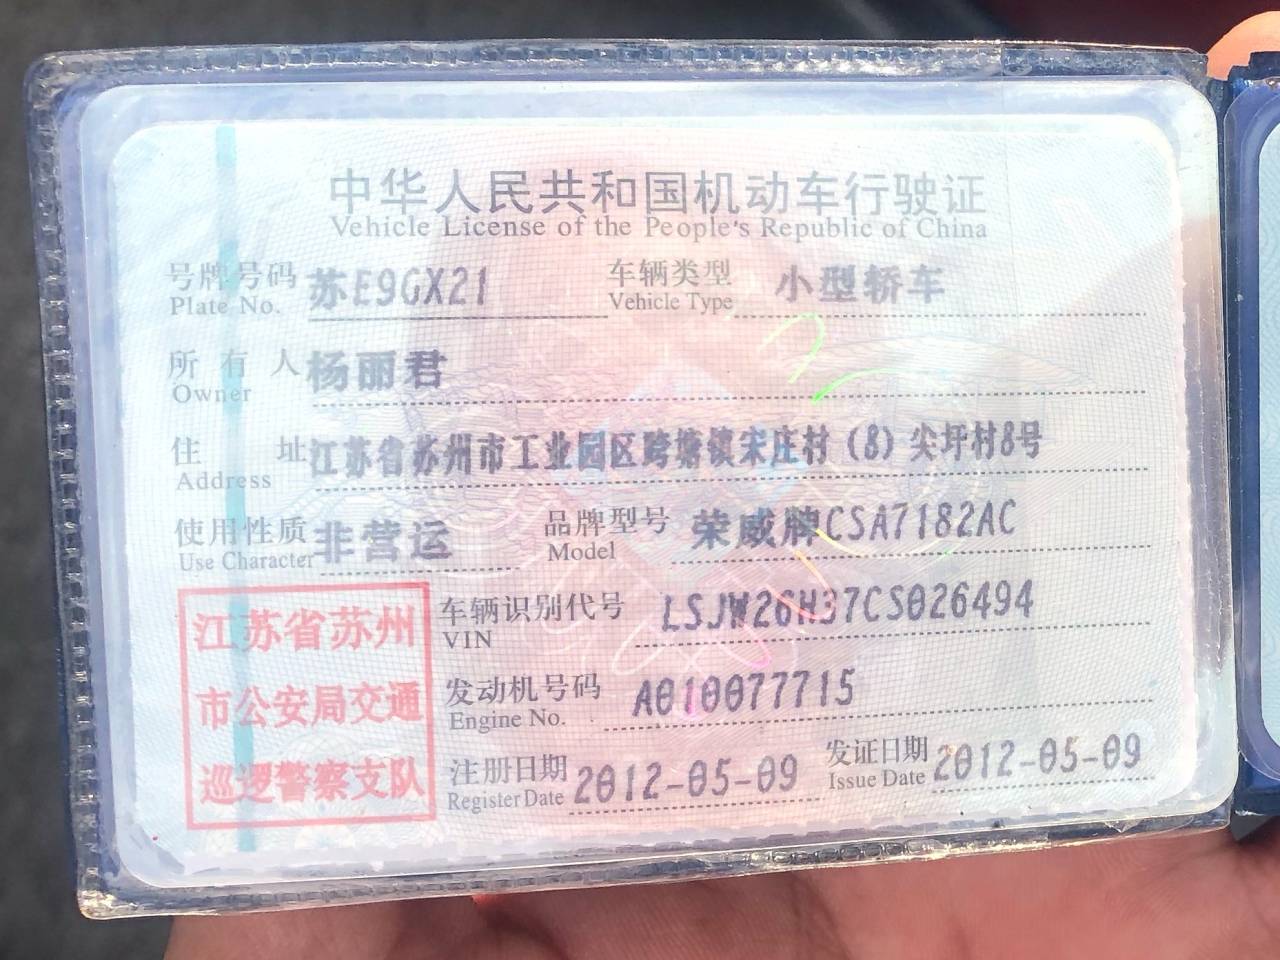 中华人民共和国机动车行驶证
Vehicle License of the People's Republic of China
号牌号码 苏E9GX21 车辆类型 小型轿车
Plate No. Vehicle Type
所有人 杨丽君
Owner
住址 江苏省苏州市工业园区跨塘镇宋庄村（8）尖圩村8号
Address
使用性质 非营运 品牌型号 荣威牌CSA7182AC
Use Character Model
江苏省苏州
市公安局交通
巡逻警察支队
车辆识别代号 LSJW26H37CS026494
VIN
发动机号码 A010077715
Engine No.
注册日期 2012-05-09 发证日期 2012-05-09
Register Date Issue Date